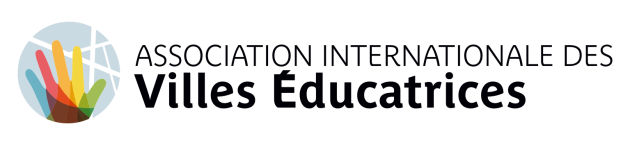 ASSOCIATION INTERNATIONALE DES
Villes Éducatrices